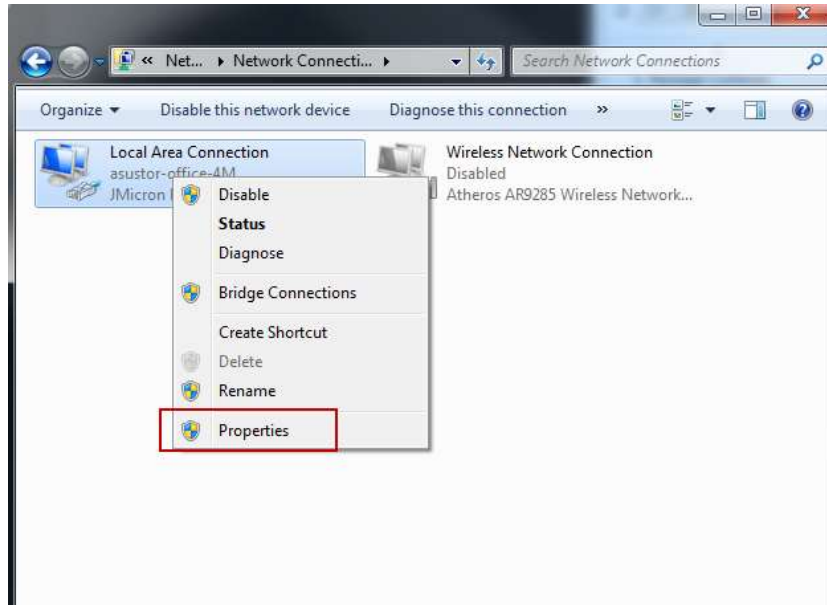 « Net... Network Connecti... Search Network Connections
Organize Disable this network device Diagnose this connection »
Local Area Connection
asustor-office-4M
JMicron
Wireless Network Connection
Disabled
Atheros AR9285 Wireless Network...
Disable
Status
Diagnose
Bridge Connections
Create Shortcut
Delete
Rename
Properties